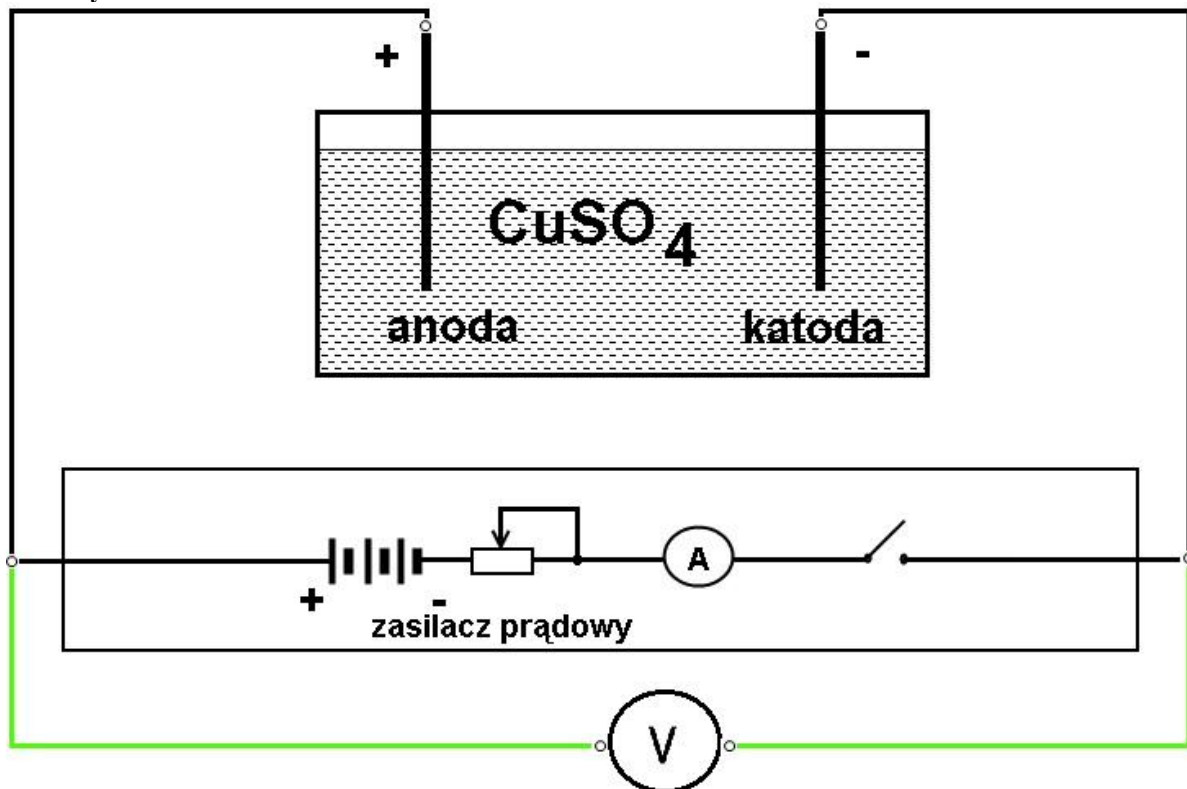 +
-
CuSO4
anoda
katoda
A
+
-
zasilacz prądowy
V